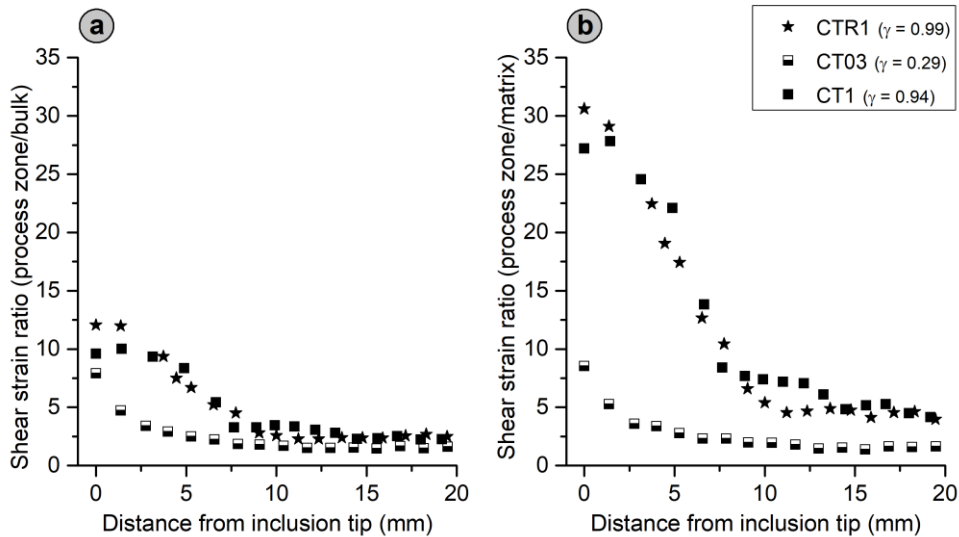 a
Shear strain ratio (process zone/bulk)
35
30
25
20
15
10
5
0
0 5 10 15 20
Distance from inclusion tip (mm)
b
Shear strain ratio (process zone/matrix)
35
30
25
20
15
10
5
0
0 5 10 15 20
Distance from inclusion tip (mm)
CTR1 (γ = 0.99)
CT03 (γ = 0.29)
CT1 (γ = 0.94)